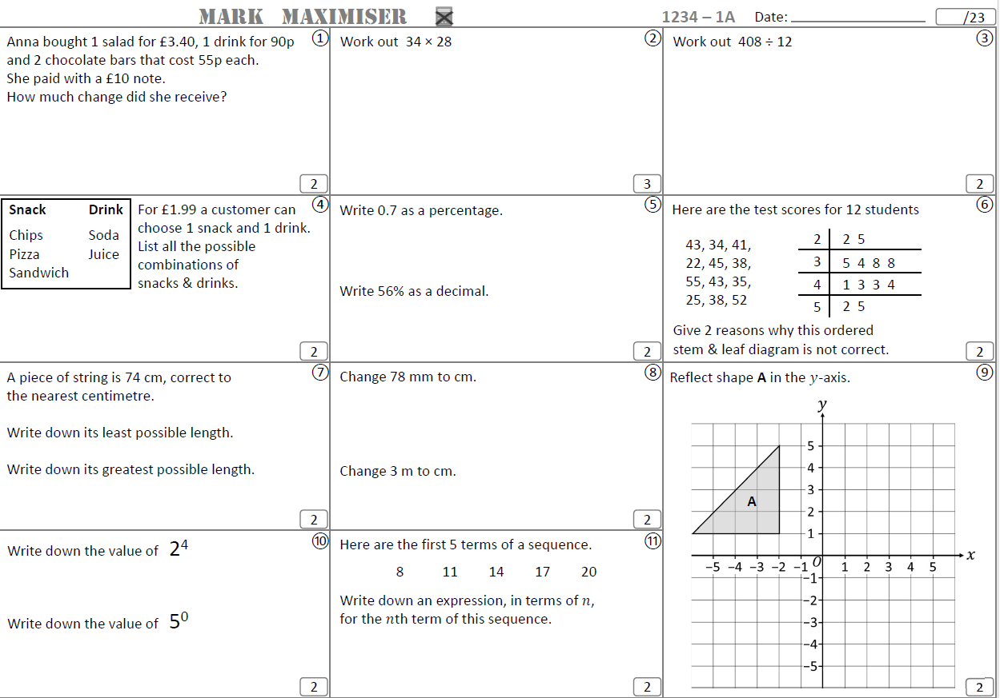 MARK MAXIMISER
1234 – 1A Date: /23
①
Anna bought 1 salad for £3.40, 1 drink for 90p
and 2 chocolate bars that cost 55p each.
She paid with a £10 note.
How much change did she receive?
2
②
Work out 34 × 28
3
③
Work out 408 ÷ 12
2
④
Snack Drink
Chips Soda
Pizza Juice
Sandwich
For £1.99 a customer can
choose 1 snack and 1 drink.
List all the possible
combinations of
snacks & drinks.
2
⑤
Write 0.7 as a percentage.
Write 56% as a decimal.
2
⑥
Here are the test scores for 12 students
43, 34, 41,
22, 45, 38,
55, 43, 35,
25, 38, 52
2 2 5
3 5 4 8 8
4 1 3 3 4
5 2 5
Give 2 reasons why this ordered
stem & leaf diagram is not correct.
2
⑦
A piece of string is 74 cm, correct to
the nearest centimetre.
Write down its least possible length.
Write down its greatest possible length.
2
⑧
Change 78 mm to cm.
Change 3 m to cm.
2
⑨
Reflect shape A in the y-axis.
y
5
4
3
2
1
A
−5 −4 −3 −2 −1 O 1 2 3 4 5 x
−1
−2
−3
−4
−5
2
⑩
Write down the value of 2⁴
Write down the value of 5⁰
2
⑪
Here are the first 5 terms of a sequence.
8 11 14 17 20
Write down an expression, in terms of n,
for the nth term of this sequence.
2